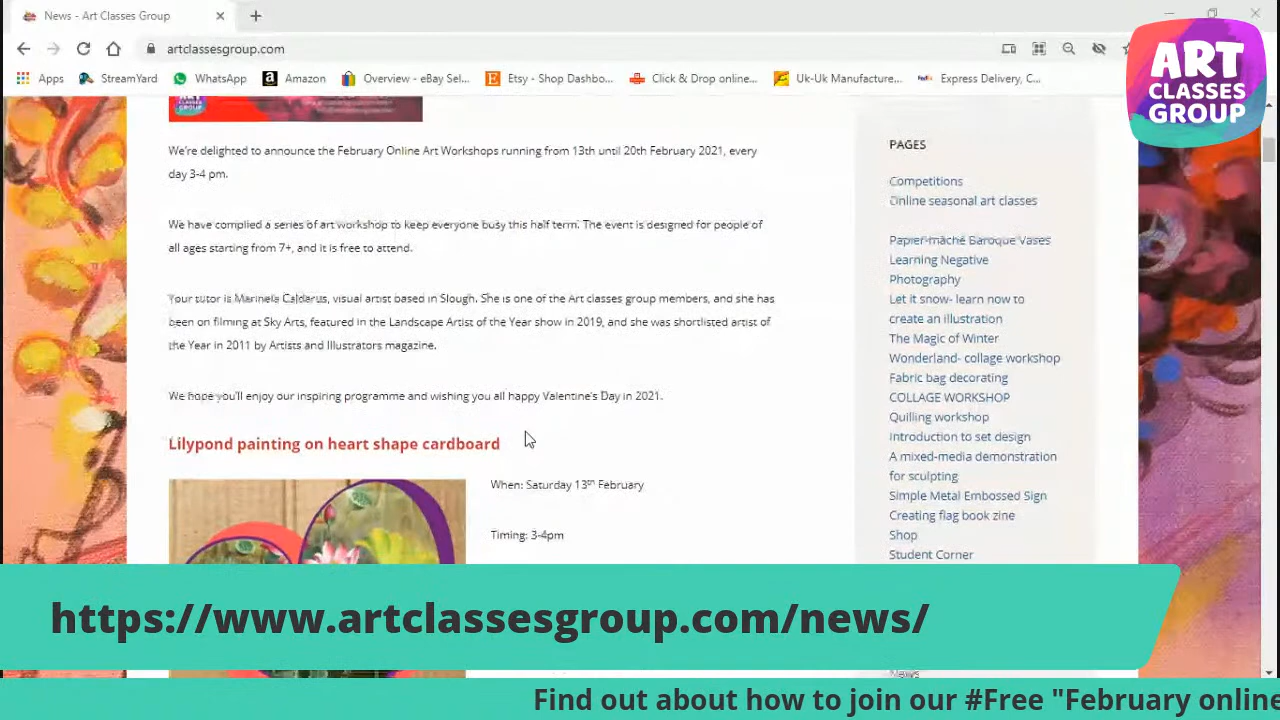 News - Art Classes Group
artclassesgroup.com
Apps StreamYard WhatsApp Amazon Overview - eBay Sel... Etsy - Shop Dashbo... Click & Drop online... Uk-Uk Manufacture... Express Delivery, C...
ART
CLASSES
GROUP
We're delighted to announce the February Online Art Workshops running from 13th until 20th February 2021, every
day 3-4 pm.
We have complied a series of art workshop to keep everyone busy this half term. The event is designed for people of
all ages starting from 7+, and it is free to attend.
Your tutor is Marinela Caldarus, visual artist based in Slough. She is one of the Art classes group members, and she has
been on filming at Sky Arts, featured in the Landscape Artist of the Year show in 2019, and she was shortlisted artist of
the Year in 2011 by Artists and Illustrators magazine.
We hope you'll enjoy our inspiring programme and wishing you all happy Valentine's Day in 2021.
Lilypond painting on heart shape cardboard
When: Saturday 13th February
Timing: 3-4pm
PAGES
Competitions
Online seasonal art classes
Papier-mâché Baroque Vases
Learning Negative
Photography
Let it snow- learn now to
create an illustration
The Magic of Winter
Wonderland- collage workshop
Fabric bag decorating
COLLAGE WORKSHOP
Quilling workshop
Introduction to set design
A mixed-media demonstration
for sculpting
Simple Metal Embossed Sign
Creating flag book zine
Shop
Student Corner
https://www.artclassesgroup.com/news/
News
Find out about how to join our #Free "February online